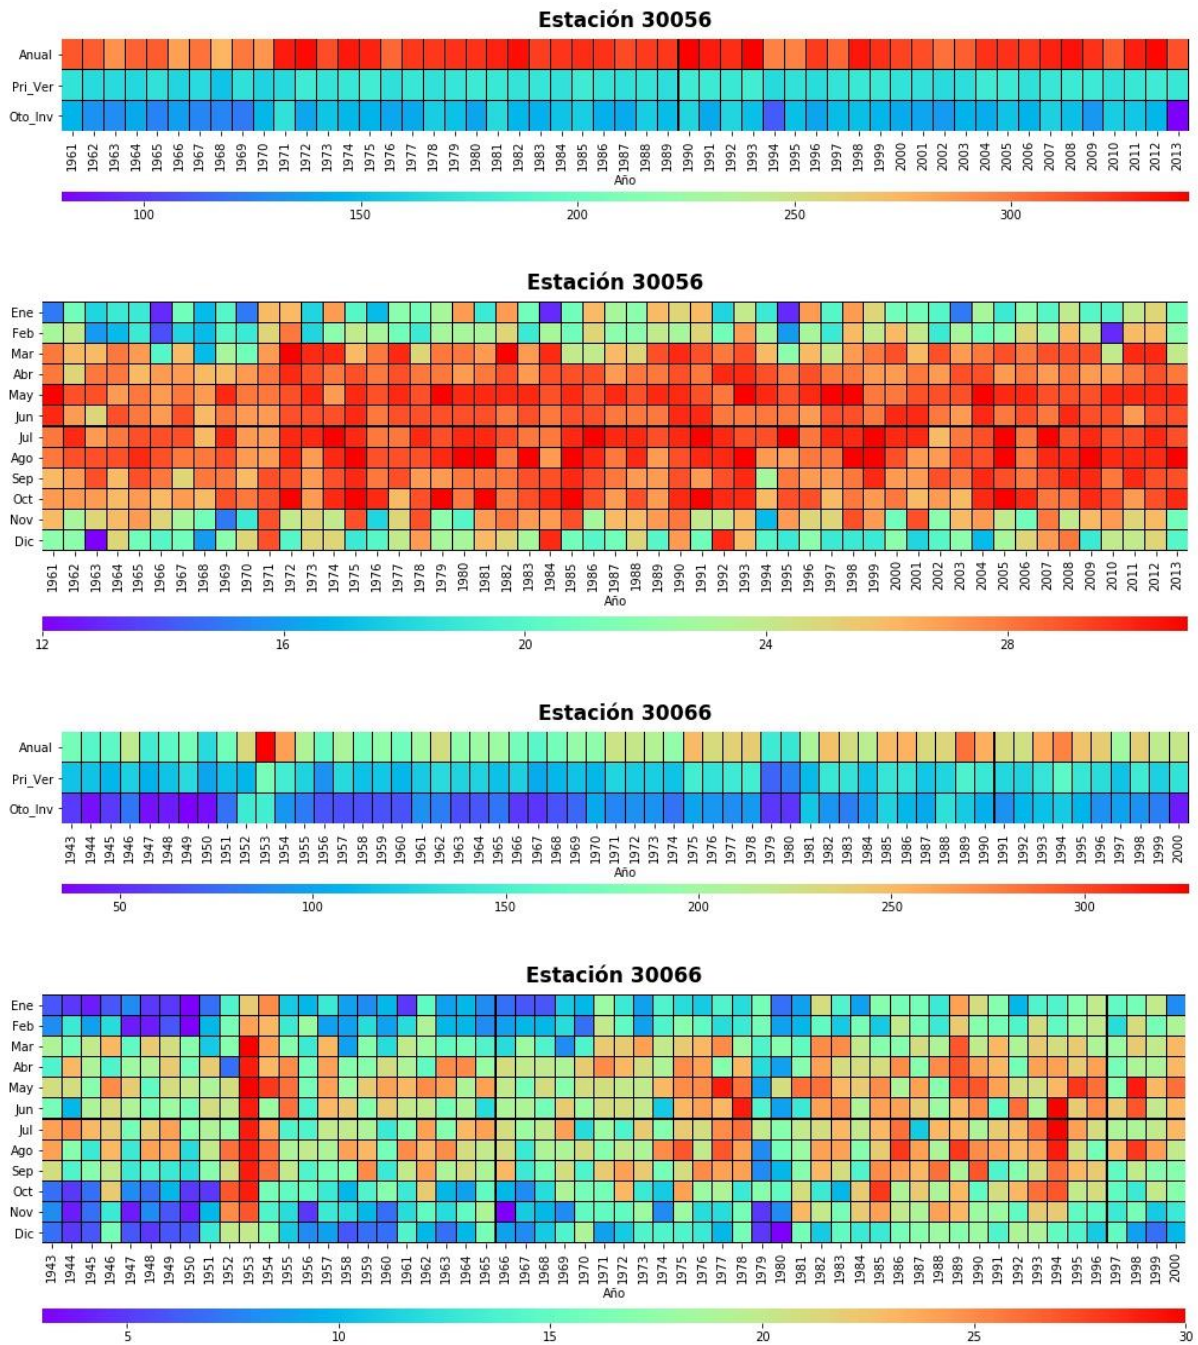 Estación 30056
Anual
Pri_Ver
Oto_Inv
1961 1962 1963 1964 1965 1966 1967 1968 1969 1970 1971 1972 1973 1974 1975 1976 1977 1978 1979 1980 1981 1982 1983 1984 1985 1986 1987 1988 1989 1990 1991 1992 1993 1994 1995 1996 1997 1998 1999 2000 2001 2002 2003 2004 2005 2006 2007 2008 2009 2010 2011 2012 2013
Año
100 150 200 250 300
Estación 30056
Ene
Feb
Mar
Abr
May
Jun
Jul
Ago
Sep
Oct
Nov
Dic
1961 1962 1963 1964 1965 1966 1967 1968 1969 1970 1971 1972 1973 1974 1975 1976 1977 1978 1979 1980 1981 1982 1983 1984 1985 1986 1987 1988 1989 1990 1991 1992 1993 1994 1995 1996 1997 1998 1999 2000 2001 2002 2003 2004 2005 2006 2007 2008 2009 2010 2011 2012 2013
Año
12 16 20 24 28
Estación 30066
Anual
Pri_Ver
Oto_Inv
1943 1944 1945 1946 1947 1948 1949 1950 1951 1952 1953 1954 1955 1956 1957 1958 1959 1960 1961 1962 1963 1964 1965 1966 1967 1968 1969 1970 1971 1972 1973 1974 1975 1976 1977 1978 1979 1980 1981 1982 1983 1984 1985 1986 1987 1988 1989 1990 1991 1992 1993 1994 1995 1996 1997 1998 1999 2000
Año
50 100 150 200 250 300
Estación 30066
Ene
Feb
Mar
Abr
May
Jun
Jul
Ago
Sep
Oct
Nov
Dic
1943 1944 1945 1946 1947 1948 1949 1950 1951 1952 1953 1954 1955 1956 1957 1958 1959 1960 1961 1962 1963 1964 1965 1966 1967 1968 1969 1970 1971 1972 1973 1974 1975 1976 1977 1978 1979 1980 1981 1982 1983 1984 1985 1986 1987 1988 1989 1990 1991 1992 1993 1994 1995 1996 1997 1998 1999 2000
Año
5 10 15 20 25 30